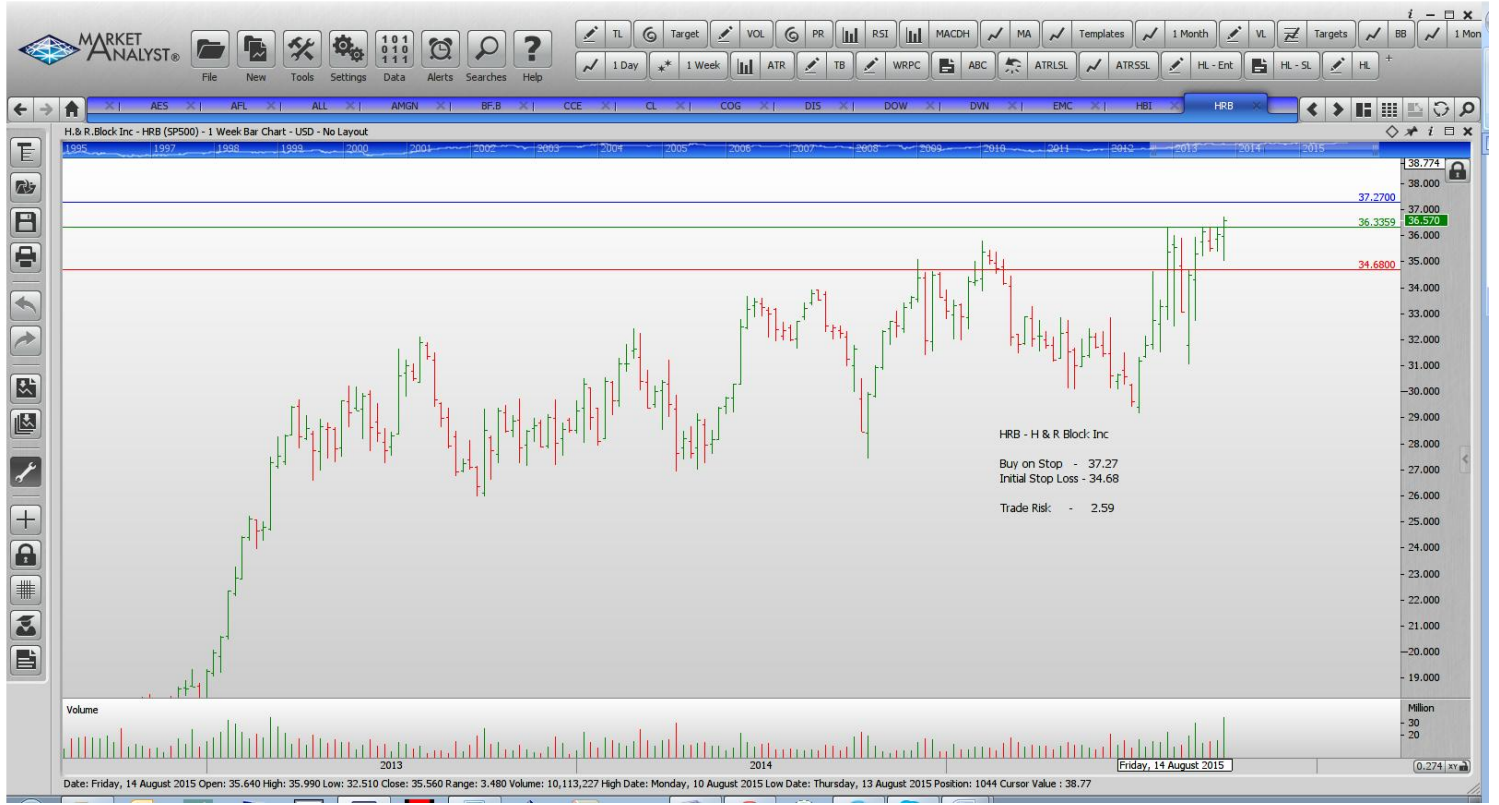 MARKET ANALYST®
File New Tools Settings Data Alerts Searches Help
TL Target VOL PR RSI MACDH MA Templates 1 Month VL Targets BB 1 Mon
1 Day 1 Week ATR TB WRPC ABC ATRLSL ATRSSL HL - Ent HL - SL HL
AES AFL ALL AMGN BF.B CCE CL COG DIS DOW DVN EMC HBI HRB
H.& R.Block Inc - HRB (SP500) - 1 Week Bar Chart - USD - No Layout
1995 1997 1998 1999 2000 2001 2002 2003 2004 2005 2006 2007 2008 2009 2010 2011 2012 2013 2014 2015
38.774
38.000
37.2700
37.000
36.3359
36.570
36.000
35.000
34.6800
34.000
33.000
32.000
31.000
30.000
29.000
HRB - H & R Block Inc
28.000
Buy on Stop - 37.27
27.000
Initial Stop Loss - 34.68
26.000
Trade Risk - 2.59
25.000
24.000
23.000
22.000
21.000
20.000
19.000
Volume
Million
30
20
2013 2014 Friday, 14 August 2015
0.274 XY
Date: Friday, 14 August 2015 Open: 35.640 High: 35.990 Low: 32.510 Close: 35.560 Range: 3.480 Volume: 10,113,227 High Date: Monday, 10 August 2015 Low Date: Thursday, 13 August 2015 Position: 1044 Cursor Value : 38.77